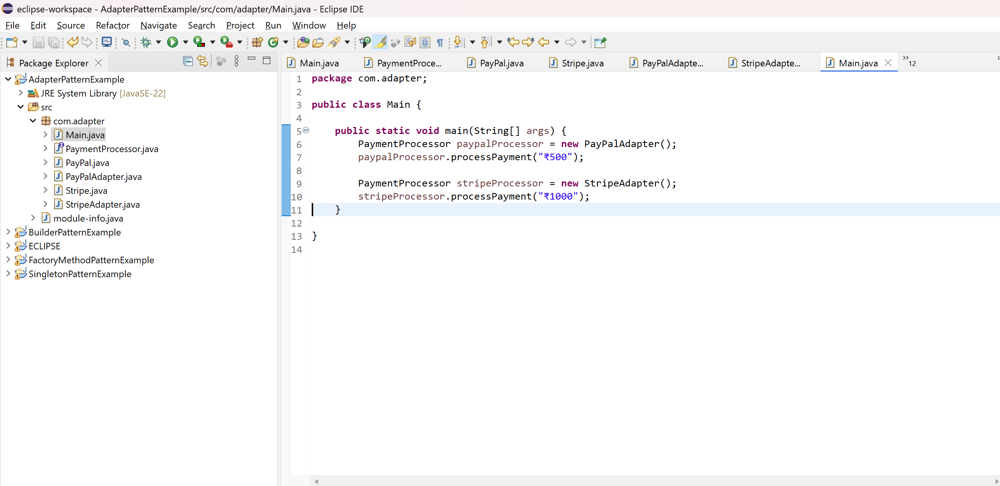 eclipse-workspace - AdapterPatternExample/src/com/adapter/Main.java - Eclipse IDE
File Edit Source Refactor Navigate Search Project Run Window Help
Package Explorer
AdapterPatternExample
JRE System Library [JavaSE-22]
src
com.adapter
Main.java
PaymentProcessor.java
PayPal.java
PayPalAdapter.java
Stripe.java
StripeAdapter.java
module-info.java
BuilderPatternExample
ECLIPSE
FactoryMethodPatternExample
SingletonPatternExample
Main.java PaymentProce... PayPal.java Stripe.java PayPalAdapte... StripeAdapte... Main.java »12
1 package com.adapter;
2
3 public class Main {
4
5 public static void main(String[] args) {
6 PaymentProcessor paypalProcessor = new PayPalAdapter();
7 paypalProcessor.processPayment("₹500");
8
9 PaymentProcessor stripeProcessor = new StripeAdapter();
10 stripeProcessor.processPayment("₹1000");
11 }
12
13 }
14